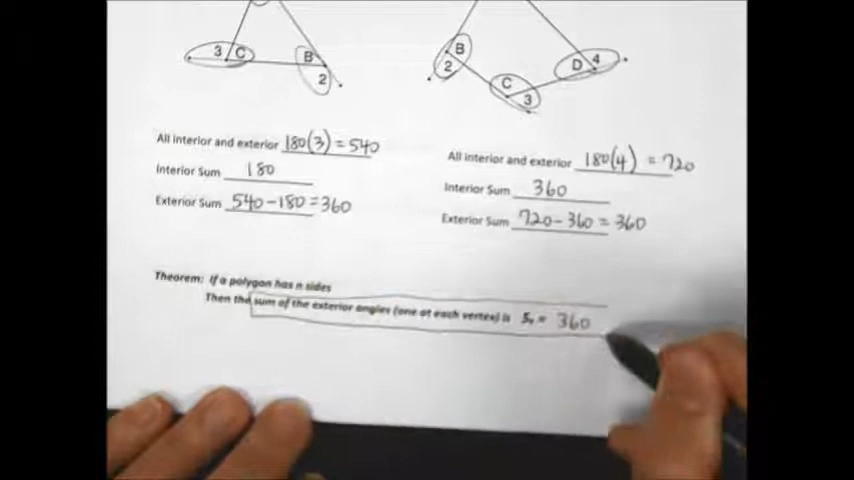 3 C B 2
B 2 C 3 D 4
All interior and exterior 180(3) = 540
Interior Sum 180
Exterior Sum 540-180 = 360
All interior and exterior 180(4) = 720
Interior Sum 360
Exterior Sum 720-360 = 360
Theorem: If a polygon has n sides
Then the sum of the exterior angles (one at each vertex) is Sₑ = 360